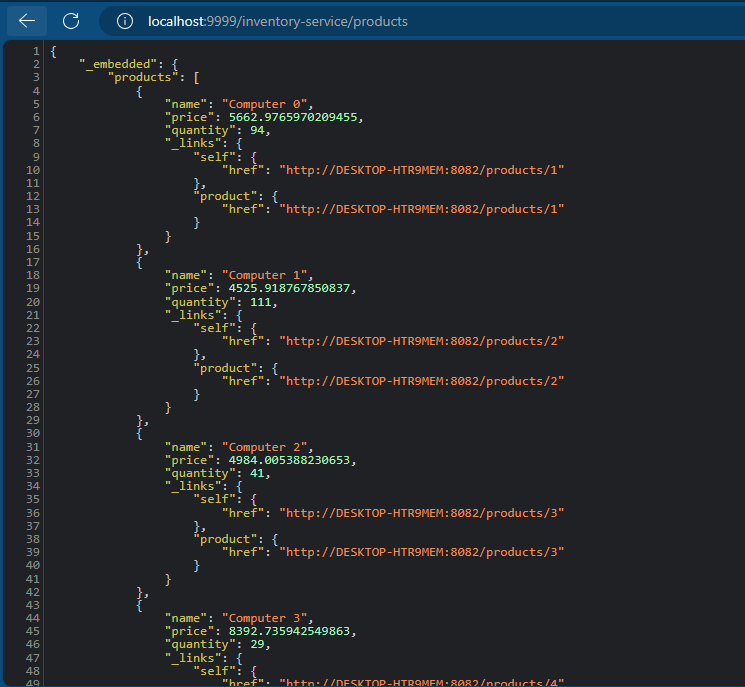 localhost:9999/inventory-service/products
1 {
2     "_embedded": {
3         "products": [
4             {
5                 "name": "Computer 0",
6                 "price": 5662.9765970209455,
7                 "quantity": 94,
8                 "_links": {
9                     "self": {
10                         "href": "http://DESKTOP-HTR9MEM:8082/products/1"
11                     },
12                     "product": {
13                         "href": "http://DESKTOP-HTR9MEM:8082/products/1"
14                     }
15                 }
16             },
17             {
18                 "name": "Computer 1",
19                 "price": 4525.918767850837,
20                 "quantity": 111,
21                 "_links": {
22                     "self": {
23                         "href": "http://DESKTOP-HTR9MEM:8082/products/2"
24                     },
25                     "product": {
26                         "href": "http://DESKTOP-HTR9MEM:8082/products/2"
27                     }
28                 }
29             },
30             {
31                 "name": "Computer 2",
32                 "price": 4984.005388230653,
33                 "quantity": 41,
34                 "_links": {
35                     "self": {
36                         "href": "http://DESKTOP-HTR9MEM:8082/products/3"
37                     },
38                     "product": {
39                         "href": "http://DESKTOP-HTR9MEM:8082/products/3"
40                     }
41                 }
42             },
43             {
44                 "name": "Computer 3",
45                 "price": 8392.735942549863,
46                 "quantity": 29,
47                 "_links": {
48                     "self": {
49                         "href": "http://DESKTOP-HTR9MEM:8082/products/4"